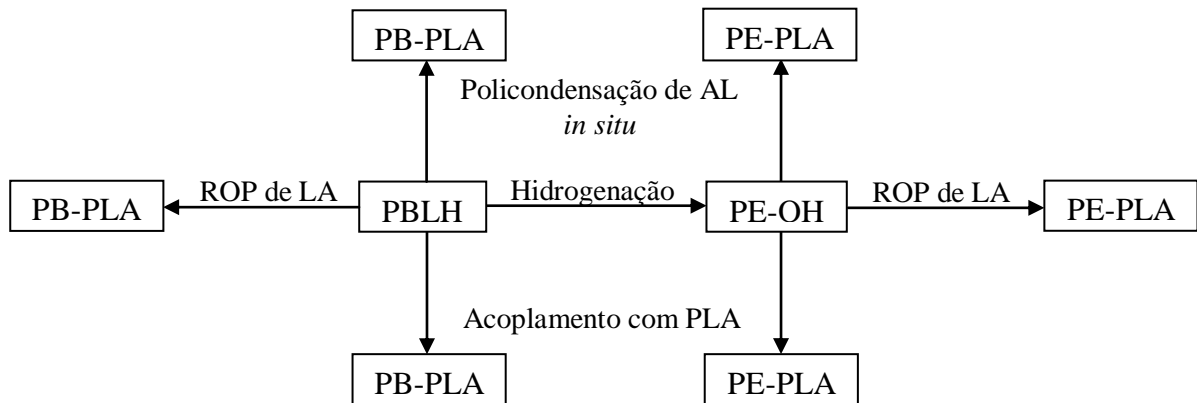 PB-PLA
PE-PLA
Policondensação de AL
in situ
PB-PLA
ROP de LA
PBLH
Hidrogenação
PE-OH
ROP de LA
PE-PLA
Acoplamento com PLA
PB-PLA
PE-PLA